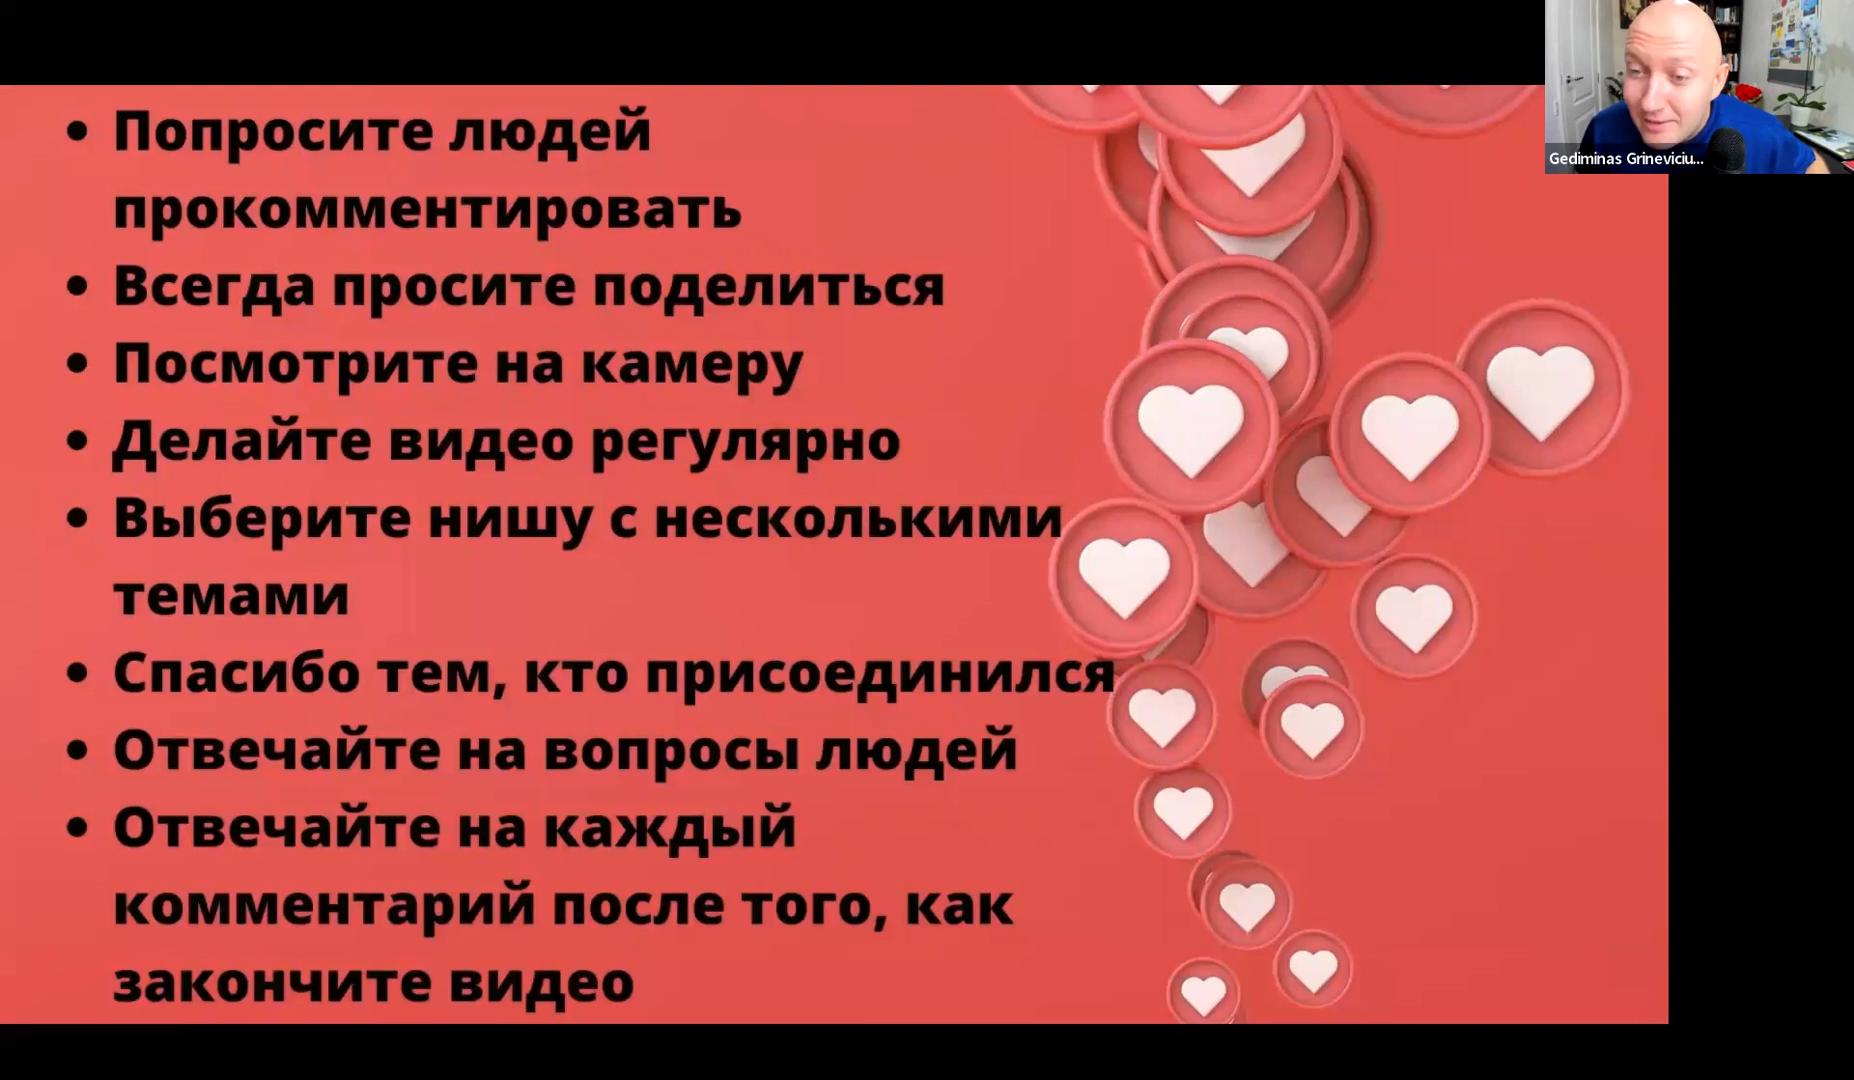 • Попросите людей
прокомментировать
• Всегда просите поделиться
• Посмотрите на камеру
• Делайте видео регулярно
• Выберите нишу с несколькими
темами
• Спасибо тем, кто присоединился
• Отвечайте на вопросы людей
• Отвечайте на каждый
комментарий после того, как
закончите видео
Gediminas Grineviciu...